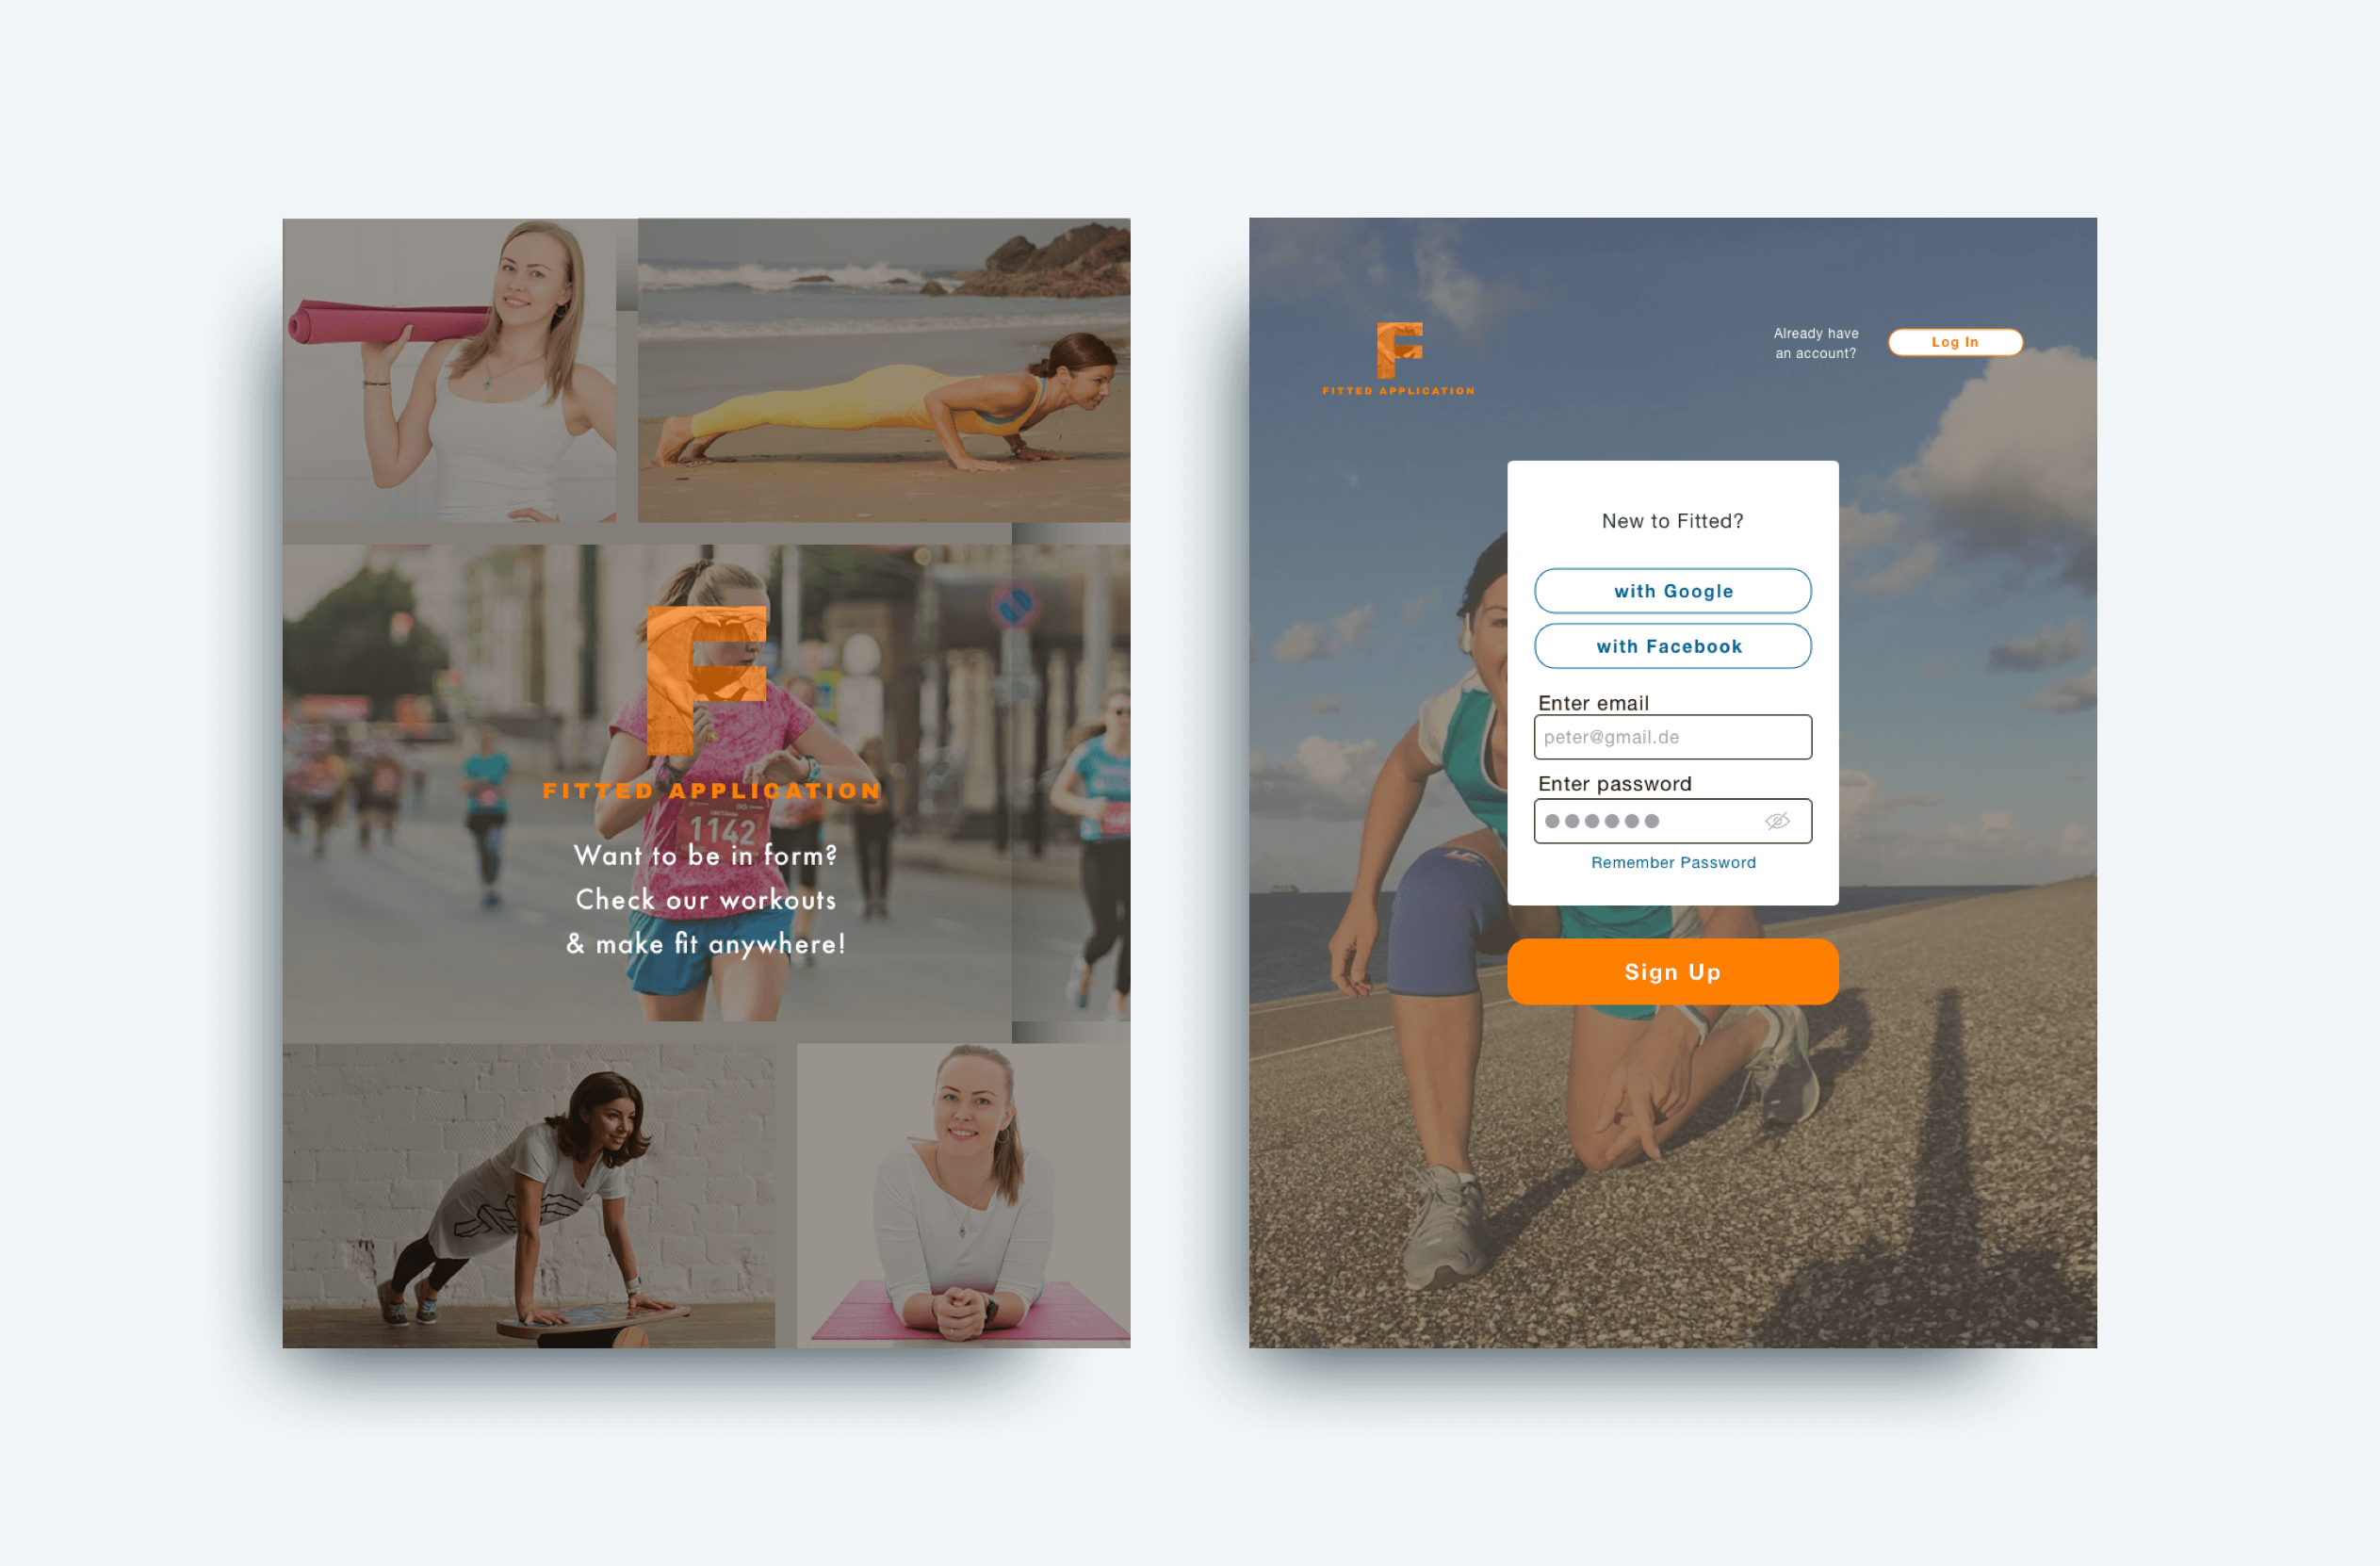 F
FITTED APPLICATION
1142
Want to be in form?
Check our workouts
& make fit anywhere!
F
FITTED APPLICATION
Already have
an account?
Log In
New to Fitted?
with Google
with Facebook
Enter email
peter@gmail.de
Enter password
Remember Password
Sign Up